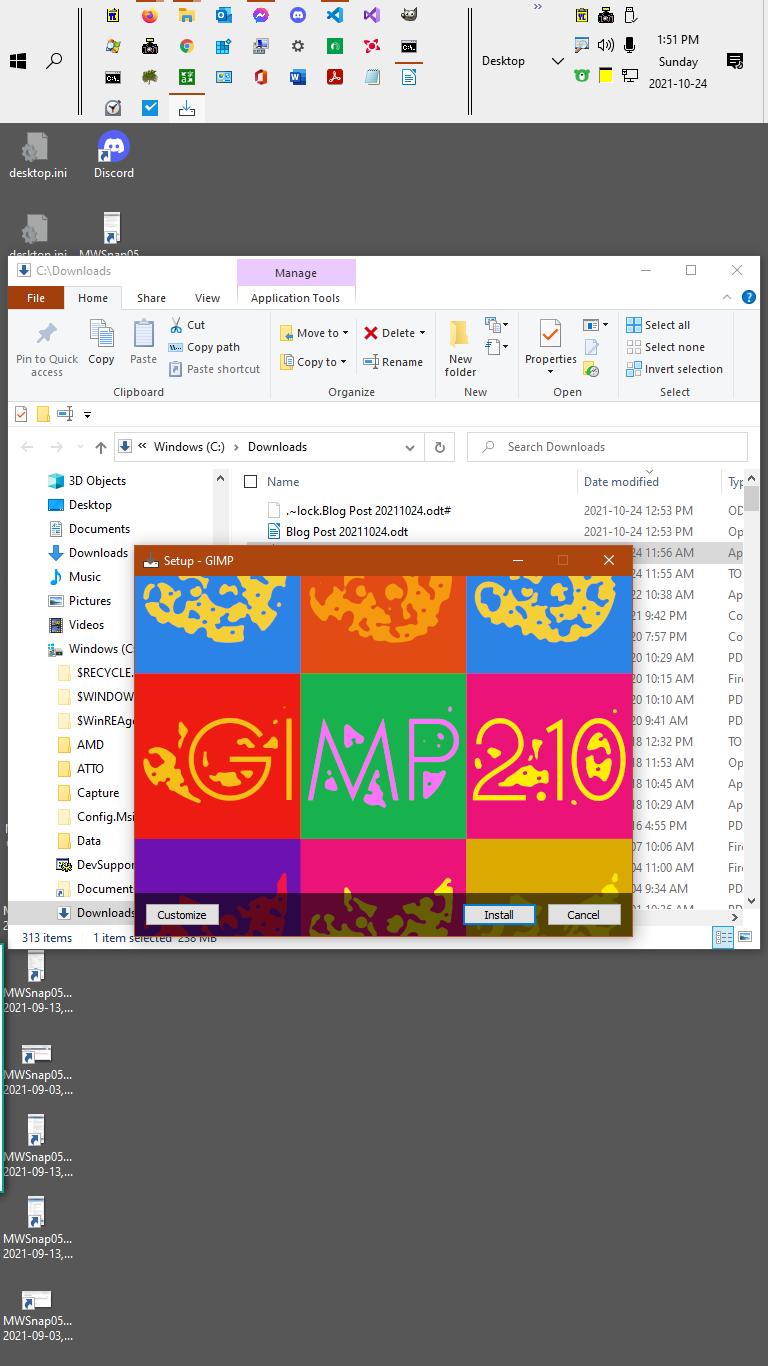 1:51 PM
Desktop
Sunday
2021-10-24
desktop.ini
Discord
desktop.ini
MWSnap05
C:\Downloads
Manage
File
Home
Share
View
Application Tools
Pin to Quick access
Copy
Paste
Cut
Copy path
Paste shortcut
Clipboard
Move to
Copy to
Delete
Rename
Organize
New folder
New
Properties
Open
Select all
Select none
Invert selection
Select
Windows (C:)
Downloads
Search Downloads
3D Objects
Desktop
Documents
Downloads
Music
Pictures
Videos
Windows (C
$RECYCLE.
$WINDOW
$WinREAge
AMD
ATTO
Capture
Config.Msi
Data
DevSuppor
Document
Downloads
Name
Date modified
Typ
.~lock.Blog Post 20211024.odt#
2021-10-24 12:53 PM
OD
Blog Post 20211024.odt
2021-10-24 12:53 PM
Op
24 11:56 AM
Ap
24 11:55 AM
TO
22 10:38 AM
Ap
21 9:42 PM
Co
20 7:57 PM
Co
20 10:29 AM
PD
20 10:15 AM
Fire
20 10:10 AM
PD
20 9:41 AM
PD
18 12:32 PM
TO
18 11:53 AM
Op
18 10:45 AM
Ap
18 10:29 AM
Ap
16 4:55 PM
PD
07 10:06 AM
Fire
04 11:00 AM
Fire
04 9:34 AM
PD
Setup - GIMP
GIMP 2.10
Customize
Install
Cancel
313 items
1 item selected 238 MB
MWSnap05...
2021-09-13,...
MWSnap05...
2021-09-03,...
MWSnap05...
2021-09-13,...
MWSnap05...
2021-09-13,...
MWSnap05...
2021-09-03,...